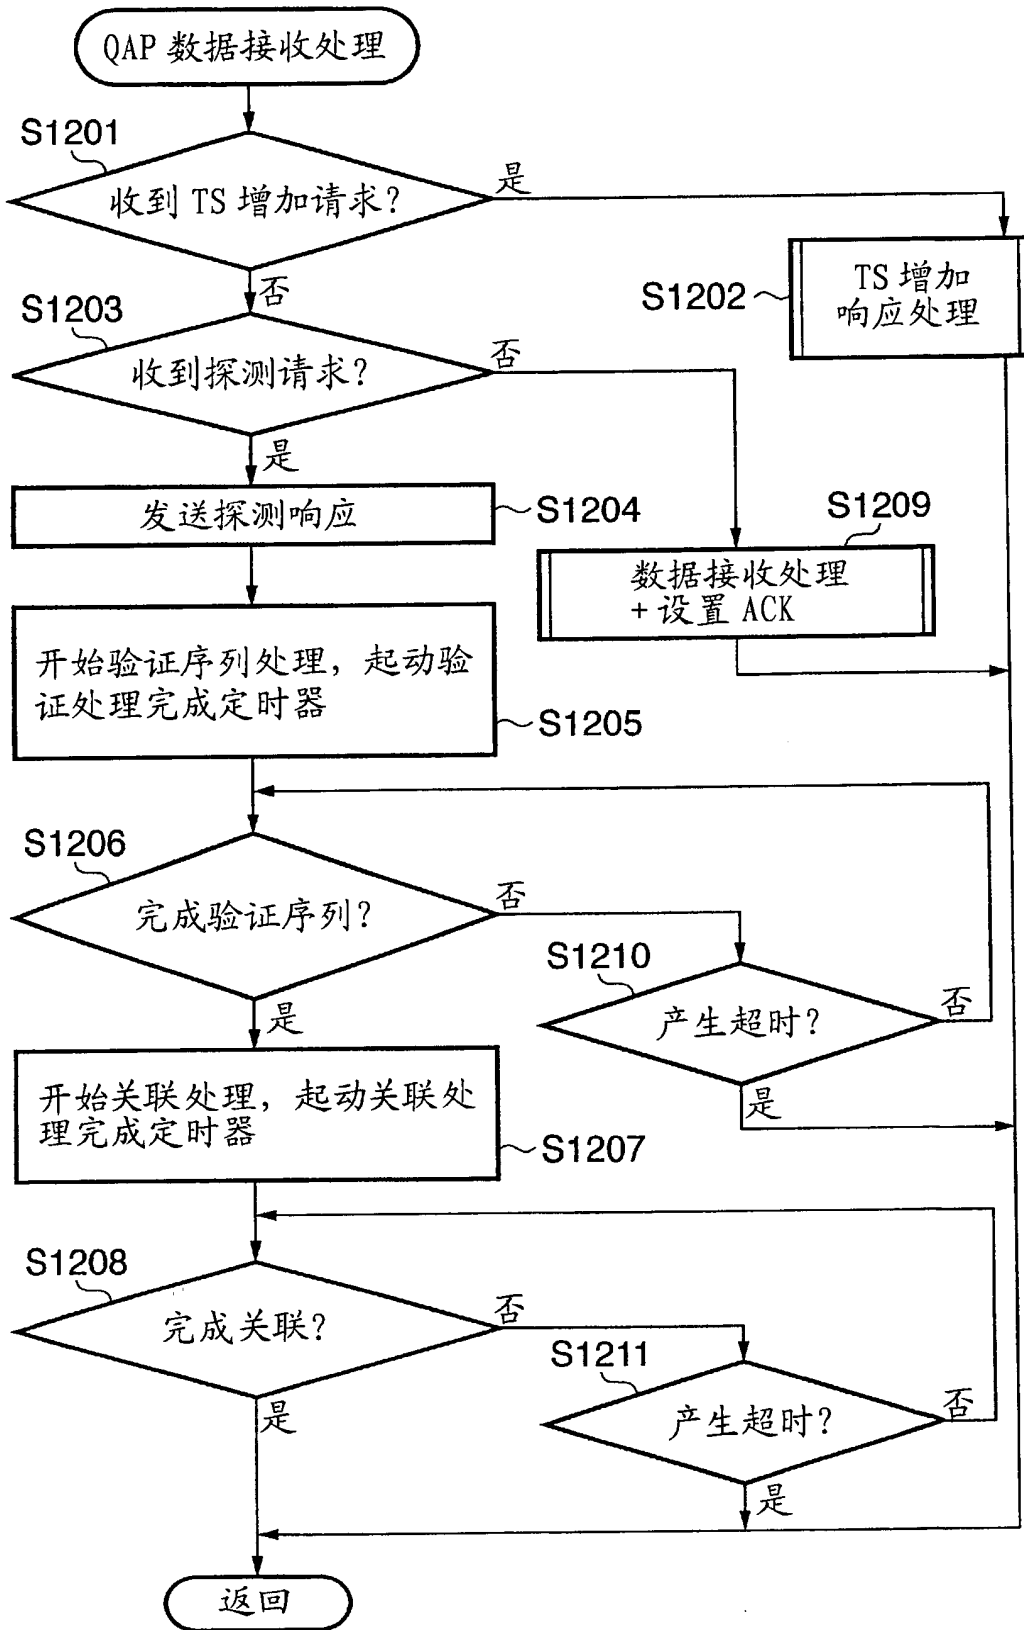 QAP 数据接收处理
S1201
收到 TS 增加请求?
是
否
S1202
TS 增加
响应处理
S1203
收到探测请求?
否
是
发送探测响应
S1204
S1209
数据接收处理
+设置 ACK
开始验证序列处理，起动验
证处理完成定时器
S1205
S1206
完成验证序列?
否
是
S1210
产生超时?
否
是
开始关联处理，起动关联处
理完成定时器
S1207
S1208
完成关联?
否
是
S1211
产生超时?
否
是
返回